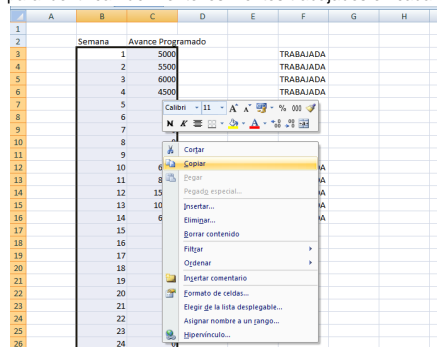 A B C D E F G H
1
2 Semana Avance Programado
3 1 5000 TRABAJADA
4 2 5500 TRABAJADA
5 3 6000 TRABAJADA
6 4 4500 TRABAJADA
7 5
8 6
9 7
10 8
11 9
12 10
13 11
14 12
15 13
16 14
17 15
18 16
19 17
20 18
21 19
22 20
23 21
24 22
25 23
26 24
Calibri 11 A A % 000
N K A
Cortar
Copiar
Pegar
Pegado especial...
Insertar...
Eliminar...
Borrar contenido
Filtrar
Ordenar
Insertar comentario
Formato de celdas...
Elegir de la lista desplegable...
Asignar nombre a un rango...
Hipervínculo...